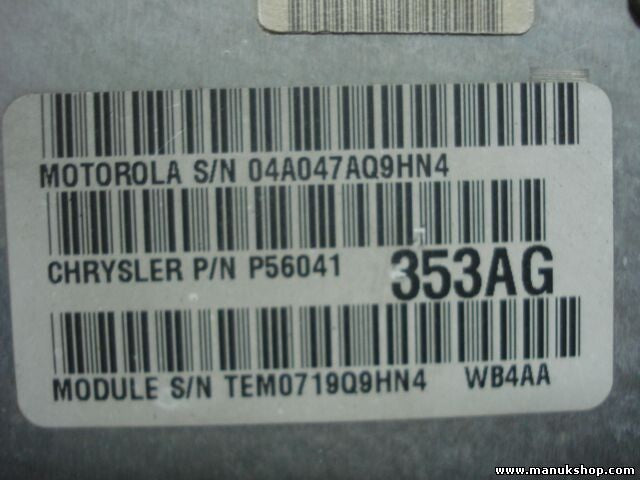 MOTOROLA S/N 04A047AQ9HN4
CHRYSLER P/N P56041 353AG
MODULE S/N TEM0719Q9HN4 WB4AA
www.manukshop.com